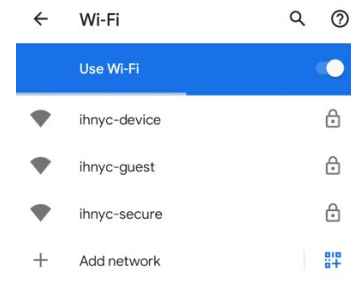 Wi-Fi
Use Wi-Fi
ihnyc-device
ihnyc-guest
ihnyc-secure
Add network